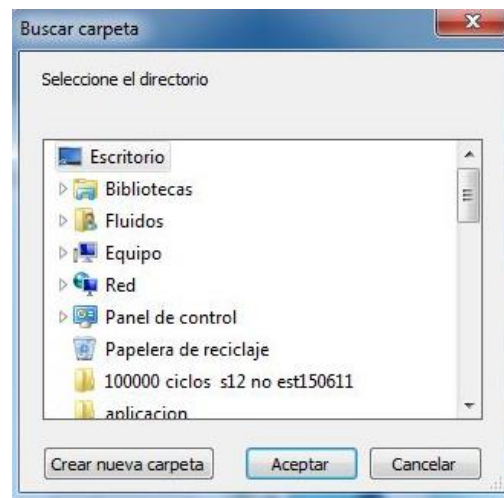 Buscar carpeta
Seleccione el directorio
Escritorio
Bibliotecas
Fluidos
Equipo
Red
Panel de control
Papelera de reciclaje
100000 ciclos s12 no est150611
aplicacion
Crear nueva carpeta
Aceptar
Cancelar